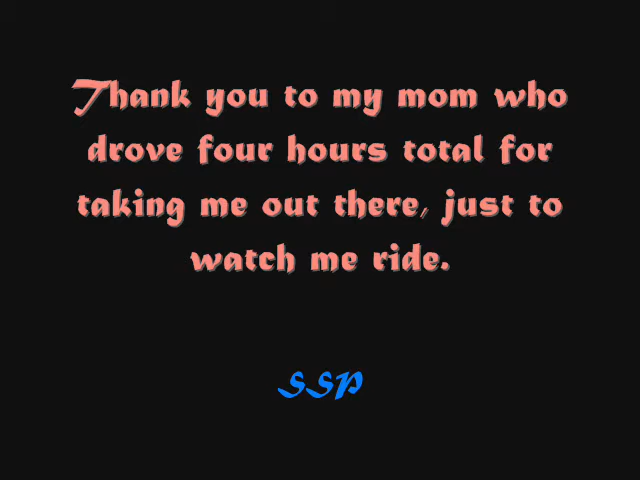 Thank you to my mom who
drove four hours total for
taking me out there, just to
watch me ride.
SSP